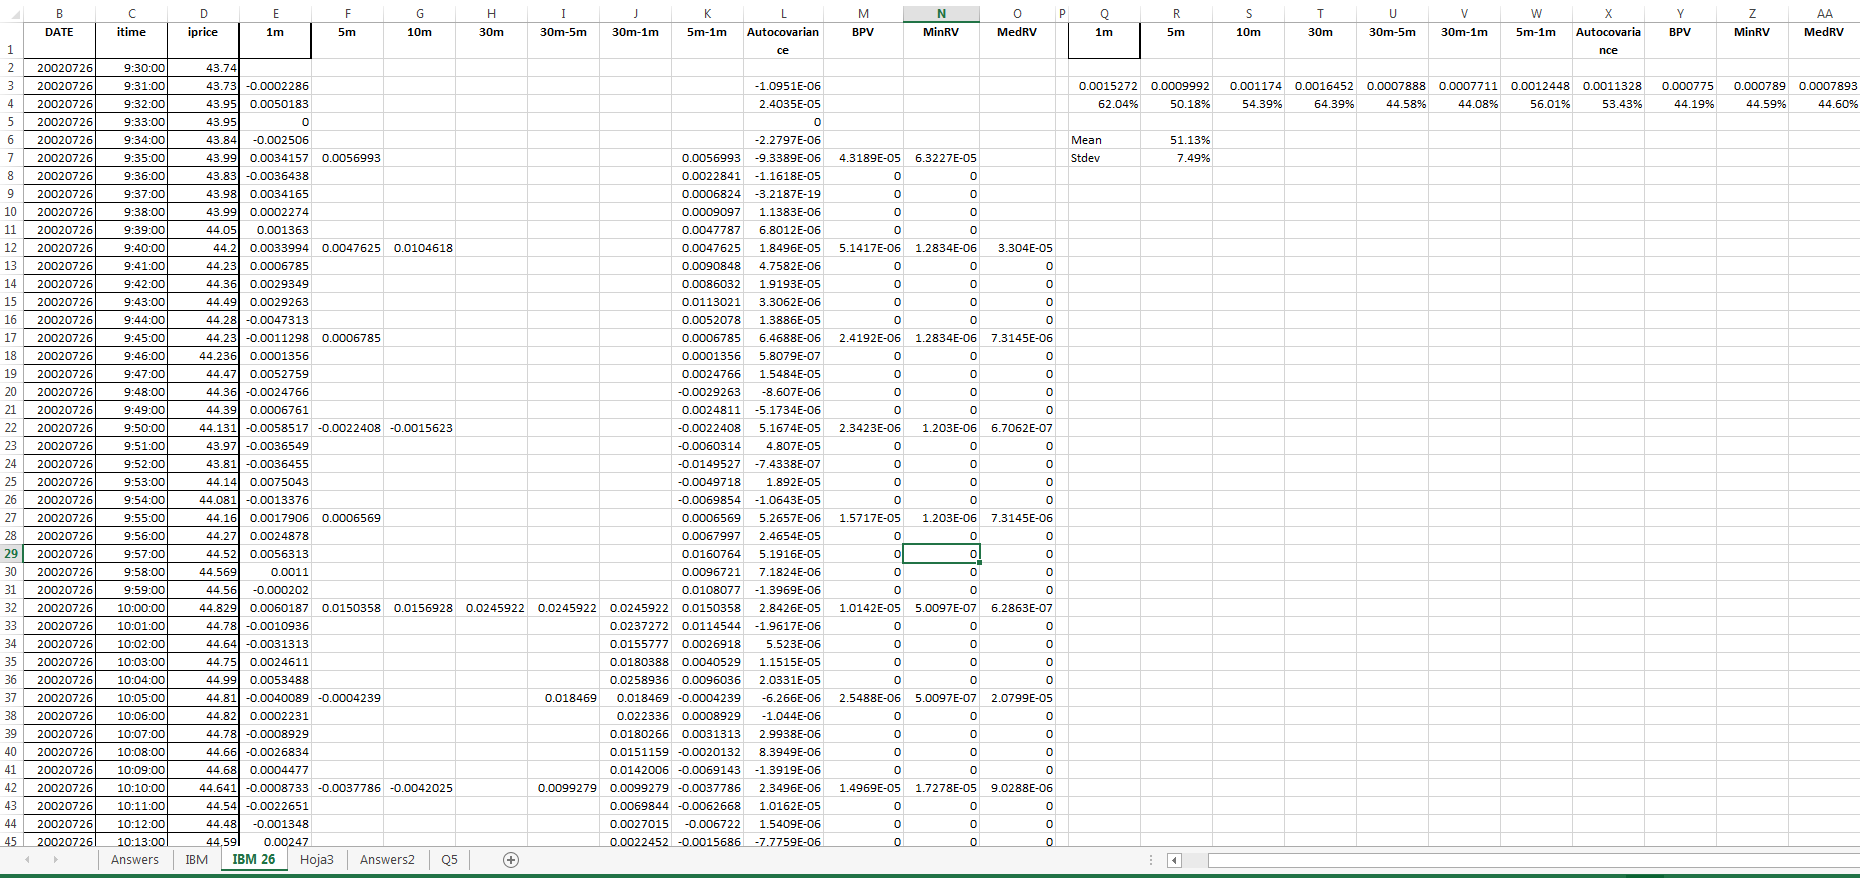 B C D E F G H I J K L M N O P Q R S T U V W X Y Z AA
1 DATE itime iprice 1m 5m 10m 30m 30m-5m 30m-1m 5m-1m Autocovarian BPV MinRV MedRV 1m 5m 10m 30m 30m-5m 30m-1m 5m-1m Autocovaria BPV MinRV MedRV
ce nce
2 20020726 9:30:00 43.74
3 20020726 9:31:00 43.73 -0.0002286 -1.0951E-06 0.0015272 0.0009992 0.001174 0.0016452 0.0007888 0.0007711 0.0012448 0.0011328 0.000775 0.000789 0.0007893
4 20020726 9:32:00 43.95 0.0050183 2.4035E-05 62.04% 50.18% 54.39% 64.39% 44.58% 44.08% 56.01% 53.43% 44.19% 44.59% 44.60%
5 20020726 9:33:00 43.95 0 0
6 20020726 9:34:00 43.84 -0.002506 -2.2797E-06 Mean 51.13%
7 20020726 9:35:00 43.99 0.0034157 0.0056993 0.0056993 -9.3389E-06 4.3189E-05 6.3227E-05 Stdev 7.49%
8 20020726 9:36:00 43.83 -0.0036438 0.0022841 -1.1618E-05 0 0
9 20020726 9:37:00 43.98 0.0034165 0.0006824 -3.2187E-19 0 0
10 20020726 9:38:00 43.99 0.0002274 0.0009097 1.1383E-06 0 0
11 20020726 9:39:00 44.05 0.001363 0.0047787 6.8012E-06 0 0
12 20020726 9:40:00 44.2 0.0033994 0.0047625 0.0104618 0.0047625 1.8496E-05 5.1417E-06 1.2834E-06 3.304E-05
13 20020726 9:41:00 44.23 0.0006785 0.0090848 4.7582E-06 0 0 0
14 20020726 9:42:00 44.36 0.0029349 0.0086032 1.9193E-05 0 0 0
15 20020726 9:43:00 44.49 0.0029263 0.0113021 3.3062E-06 0 0 0
16 20020726 9:44:00 44.28 -0.0047313 0.0052078 1.3886E-05 0 0 0
17 20020726 9:45:00 44.23 -0.0011298 0.0006785 0.0006785 6.4688E-06 2.4192E-06 1.2834E-06 7.3145E-06
18 20020726 9:46:00 44.236 0.0001356 0.0001356 5.8079E-07 0 0 0
19 20020726 9:47:00 44.47 0.0052759 0.0024766 1.5484E-05 0 0 0
20 20020726 9:48:00 44.36 -0.0024766 -0.0029263 -8.607E-06 0 0 0
21 20020726 9:49:00 44.39 0.0006761 0.0024811 -5.1734E-06 0 0 0
22 20020726 9:50:00 44.131 -0.0058517 -0.0022408 -0.0015623 -0.0022408 5.1674E-05 2.3423E-06 1.203E-06 6.7062E-07
23 20020726 9:51:00 43.97 -0.0036549 -0.0060314 4.807E-05 0 0 0
24 20020726 9:52:00 43.81 -0.0036455 -0.0149527 -7.4338E-07 0 0 0
25 20020726 9:53:00 44.14 0.0075043 -0.0049718 1.892E-05 0 0 0
26 20020726 9:54:00 44.081 -0.0013376 -0.0069854 -1.0643E-05 0 0 0
27 20020726 9:55:00 44.16 0.0017906 0.0006569 0.0006569 5.2657E-06 1.5717E-05 1.203E-06 7.3145E-06
28 20020726 9:56:00 44.27 0.0024878 0.0067997 2.4654E-05 0 0 0
29 20020726 9:57:00 44.52 0.0056313 0.0160764 5.1916E-05 0 0 0
30 20020726 9:58:00 44.569 0.0011 0.0096721 7.1824E-06 0 0 0
31 20020726 9:59:00 44.56 -0.000202 0.0108077 -1.3969E-06 0 0 0
32 20020726 10:00:00 44.829 0.0060187 0.0150358 0.0156928 0.0245922 0.0245922 0.0245922 0.0150358 2.8426E-05 1.0142E-05 5.0097E-07 6.2863E-07
33 20020726 10:01:00 44.78 -0.0010936 0.0237272 0.0114544 -1.9617E-06 0 0 0
34 20020726 10:02:00 44.64 -0.0031313 0.0155777 0.0026918 5.523E-06 0 0 0
35 20020726 10:03:00 44.75 0.0024611 0.0180388 0.0040529 1.1515E-05 0 0 0
36 20020726 10:04:00 44.99 0.0053488 0.0258936 0.0096036 2.0331E-05 0 0 0
37 20020726 10:05:00 44.81 -0.0040089 -0.0004239 0.018469 0.018469 -0.0004239 -6.266E-06 2.5488E-06 5.0097E-07 2.0799E-05
38 20020726 10:06:00 44.82 0.0002231 0.022336 0.0008929 -1.044E-06 0 0 0
39 20020726 10:07:00 44.78 -0.0008929 0.0180266 0.0031313 2.9938E-06 0 0 0
40 20020726 10:08:00 44.66 -0.0026834 0.0151159 -0.0020132 8.3949E-06 0 0 0
41 20020726 10:09:00 44.68 0.0004477 0.0142006 -0.0069143 -1.3919E-06 0 0 0
42 20020726 10:10:00 44.641 -0.0008733 -0.0037786 -0.0042025 0.0099279 0.0099279 -0.0037786 2.3496E-06 1.4969E-05 1.7278E-05 9.0288E-06
43 20020726 10:11:00 44.54 -0.0022651 0.0069844 -0.0062668 1.0162E-05 0 0 0
44 20020726 10:12:00 44.48 -0.001348 0.0027015 -0.006722 1.5409E-06 0 0 0
45 20020726 10:13:00 44.59 0.00247 0.0022452 -0.0015686 -7.7759E-06 0 0 0
Answers IBM IBM 26 Hoja3 Answers2 Q5